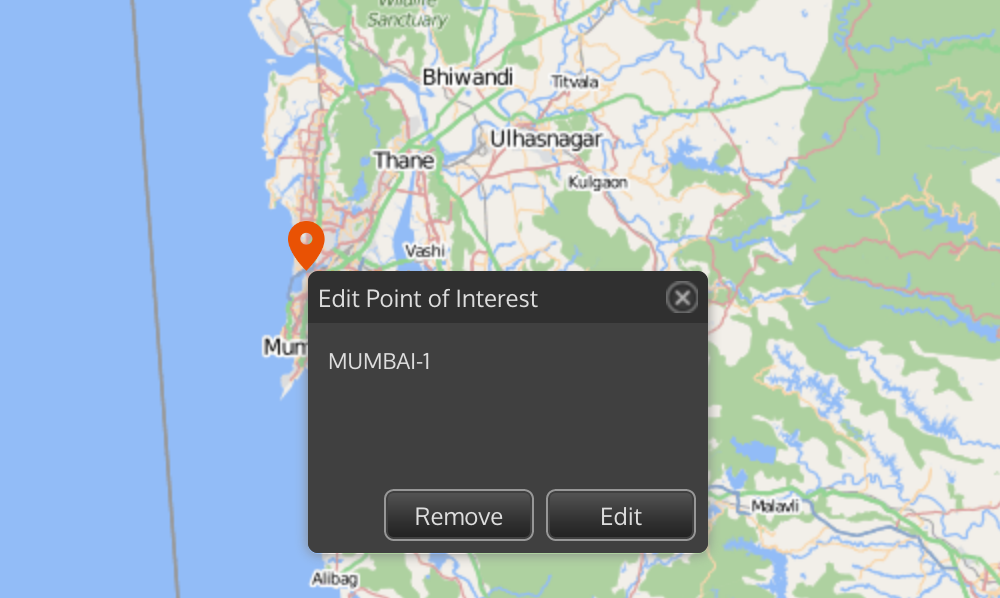 Wildlife
Sanctuary
Bhiwandi
Titvala
Ulhasnagar
Thane
Kulgaon
Vashi
Edit Point of Interest
Mum
MUMBAI-1
Malavli
Remove
Edit
Alibag